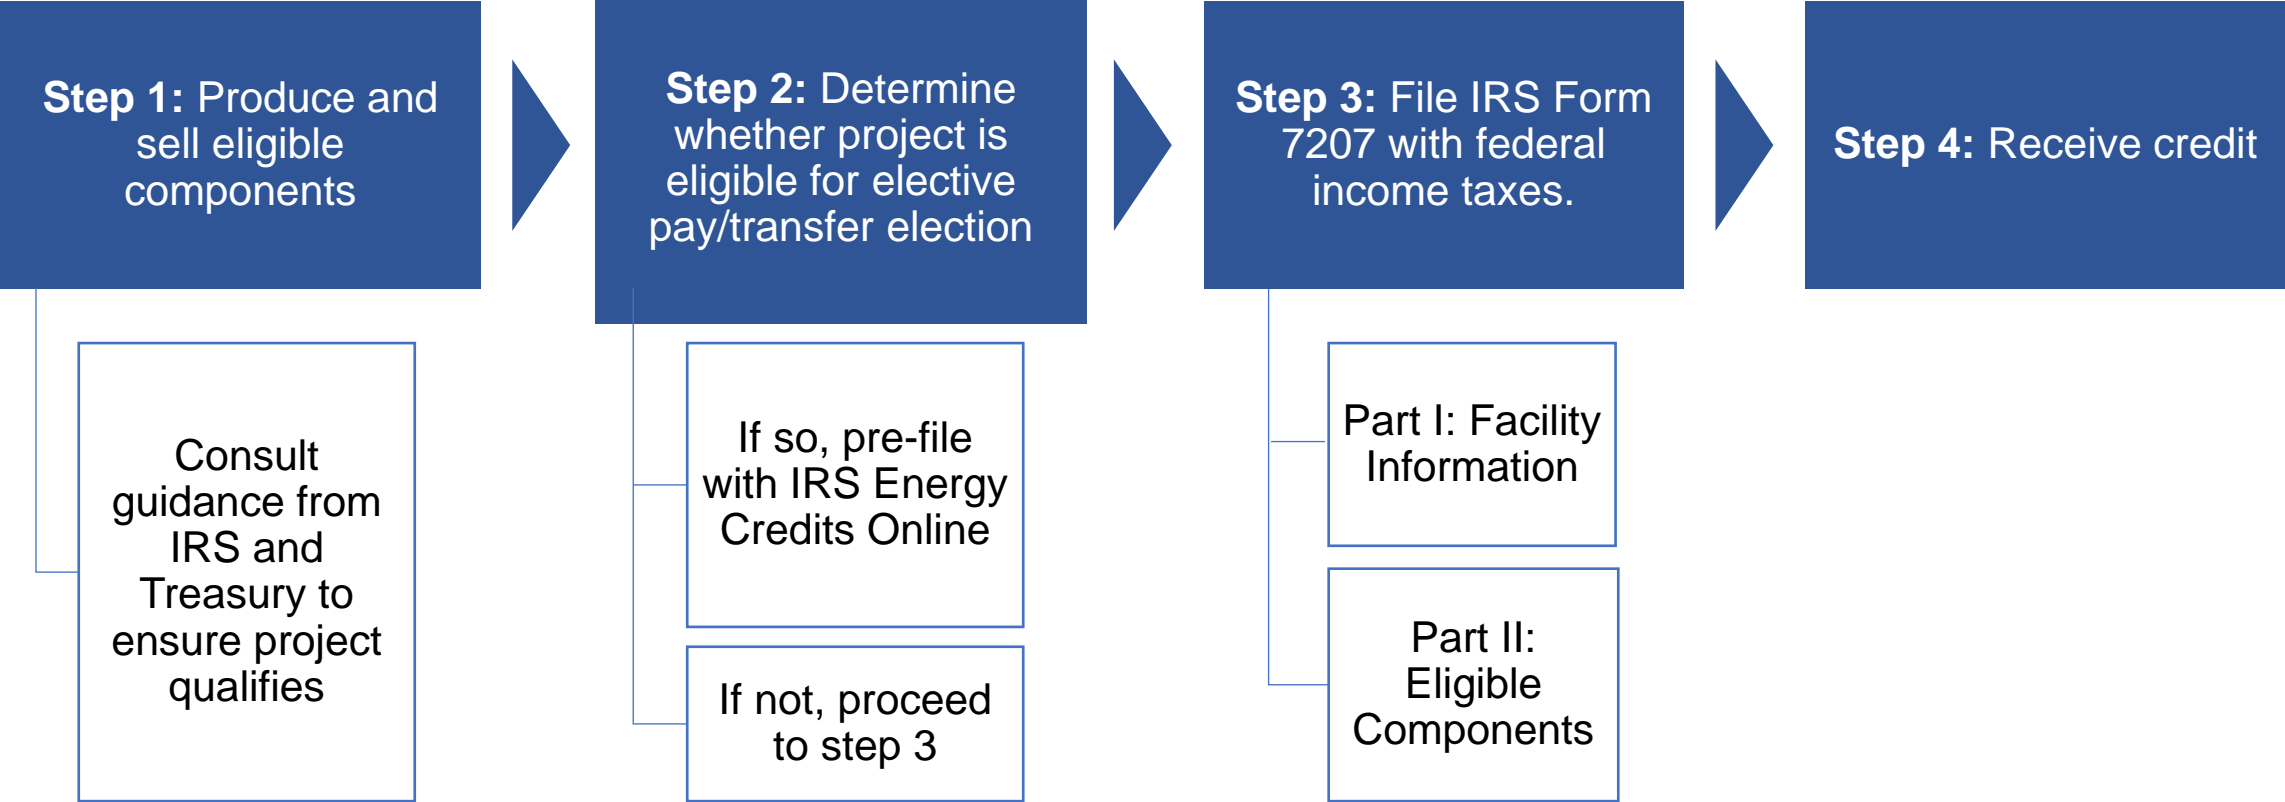 Step 1: Produce and
sell eligible
components
Consult
guidance from
IRS and
Treasury to
ensure project
qualifies
Step 2: Determine
whether project is
eligible for elective
pay/transfer election
If so, pre-file
with IRS Energy
Credits Online
If not, proceed
to step 3
Step 3: File IRS Form
7207 with federal
income taxes.
Part I: Facility
Information
Part II:
Eligible
Components
Step 4: Receive credit